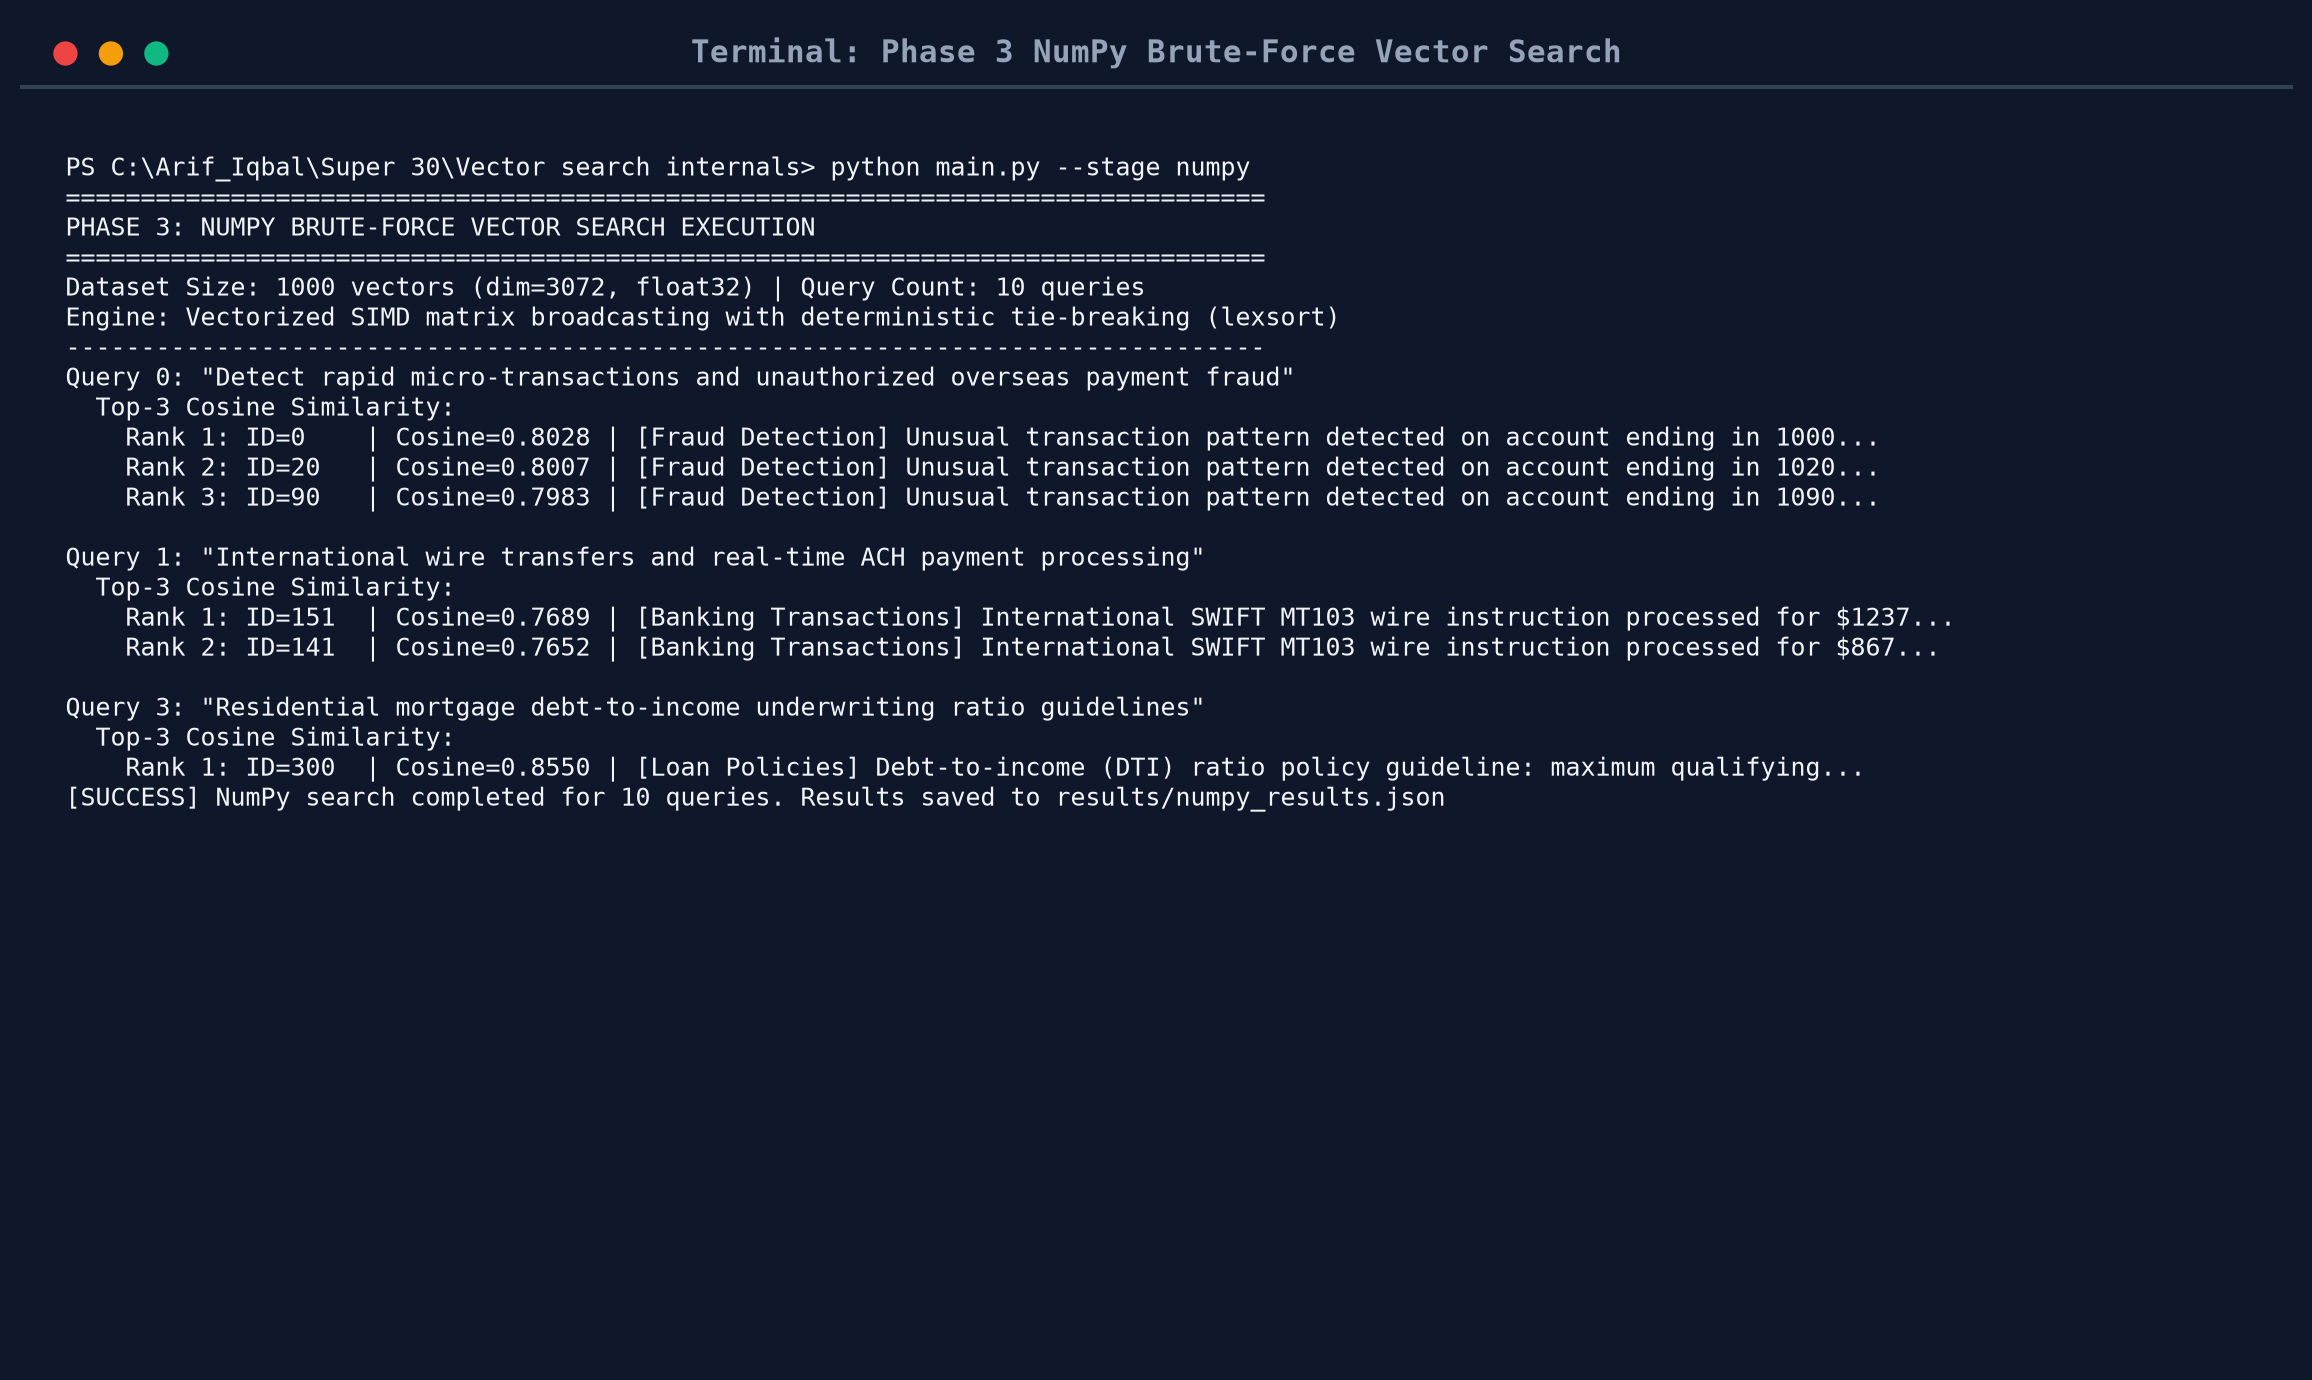 Terminal: Phase 3 NumPy Brute-Force Vector Search
PS C:\Arif_Iqbal\Super 30\Vector search internals> python main.py --stage numpy
================================================================================
PHASE 3: NUMPY BRUTE-FORCE VECTOR SEARCH EXECUTION
================================================================================
Dataset Size: 1000 vectors (dim=3072, float32) | Query Count: 10 queries
Engine: Vectorized SIMD matrix broadcasting with deterministic tie-breaking (lexsort)
--------------------------------------------------------------------------------
Query 0: "Detect rapid micro-transactions and unauthorized overseas payment fraud"
  Top-3 Cosine Similarity:
    Rank 1: ID=0    | Cosine=0.8028 | [Fraud Detection] Unusual transaction pattern detected on account ending in 1000...
    Rank 2: ID=20   | Cosine=0.8007 | [Fraud Detection] Unusual transaction pattern detected on account ending in 1020...
    Rank 3: ID=90   | Cosine=0.7983 | [Fraud Detection] Unusual transaction pattern detected on account ending in 1090...

Query 1: "International wire transfers and real-time ACH payment processing"
  Top-3 Cosine Similarity:
    Rank 1: ID=151  | Cosine=0.7689 | [Banking Transactions] International SWIFT MT103 wire instruction processed for $1237...
    Rank 2: ID=141  | Cosine=0.7652 | [Banking Transactions] International SWIFT MT103 wire instruction processed for $867...

Query 3: "Residential mortgage debt-to-income underwriting ratio guidelines"
  Top-3 Cosine Similarity:
    Rank 1: ID=300  | Cosine=0.8550 | [Loan Policies] Debt-to-income (DTI) ratio policy guideline: maximum qualifying...
[SUCCESS] NumPy search completed for 10 queries. Results saved to results/numpy_results.json